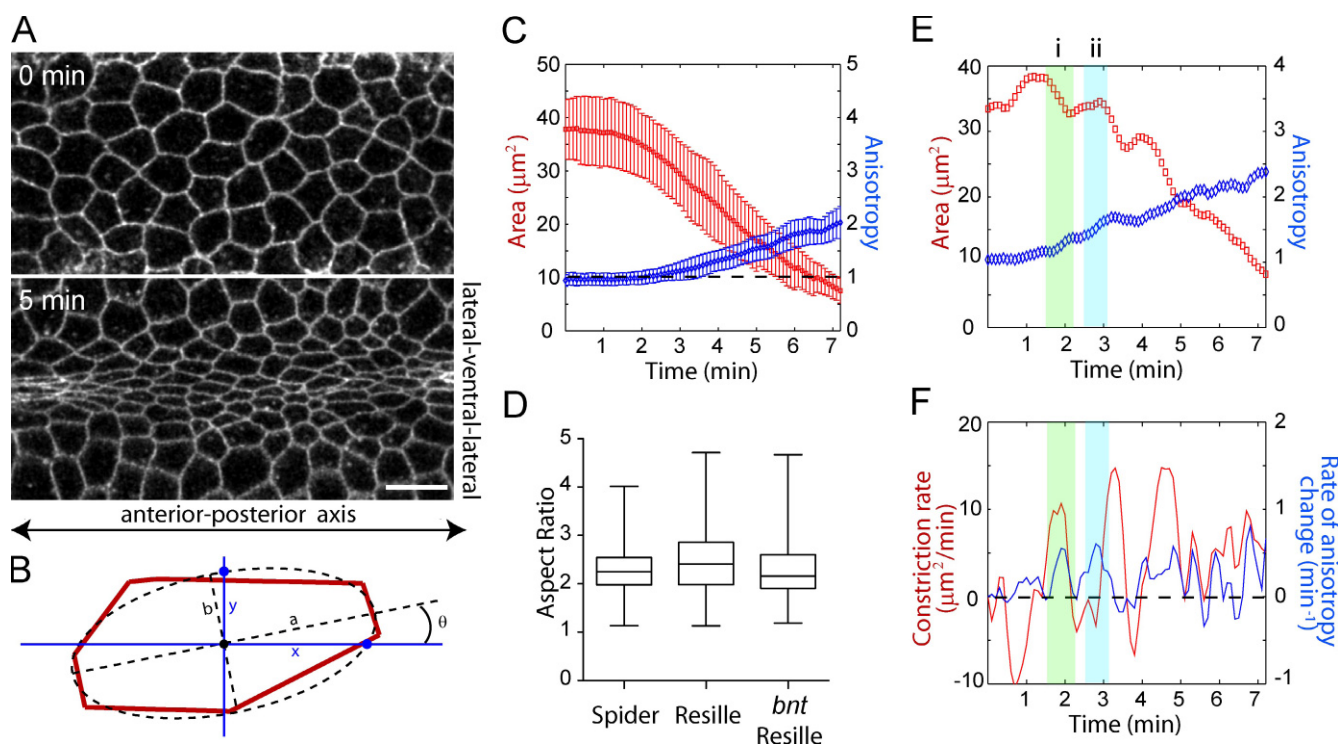 A
0 min
5 min
lateral-ventral-lateral
anterior-posterior axis
B
b
y
a
x
θ
C
50
40
30
20
10
0
Area (μm²)
5
4
3
2
1
0
Anisotropy
1 2 3 4 5 6 7
Time (min)
D
5
4
3
2
1
0
Aspect Ratio
Spider Resille bnt
Resille
E
i ii
40
30
20
10
0
Area (μm²)
4
3
2
1
0
Anisotropy
1 2 3 4 5 6 7
Time (min)
F
20
10
0
-10
Constriction rate
(μm²/min)
2
1
0
-1
Rate of anisotropy
change (min⁻¹)
1 2 3 4 5 6 7
Time (min)